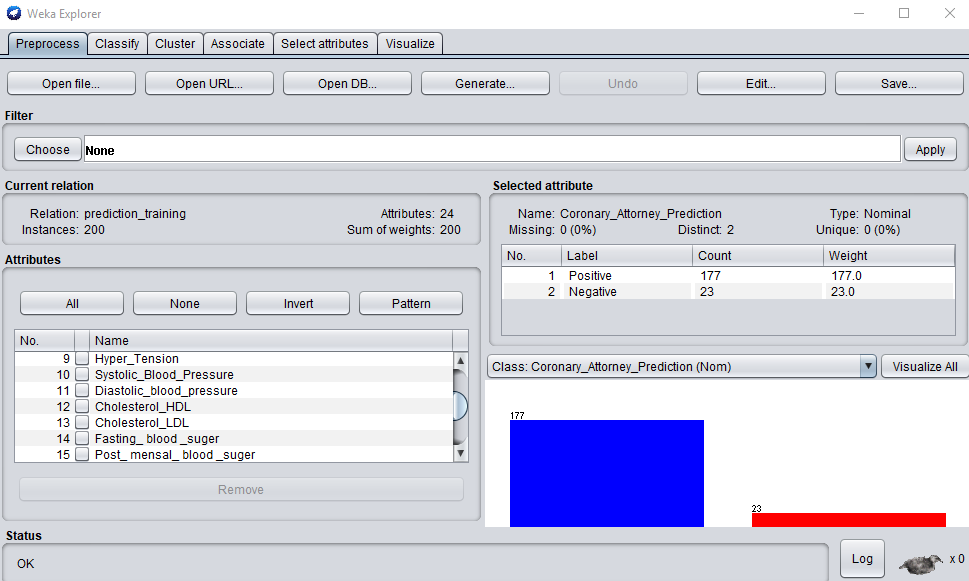 Weka Explorer
Preprocess Classify Cluster Associate Select attributes Visualize
Open file... Open URL... Open DB... Generate... Undo Edit... Save...
Filter
Choose None Apply
Current relation
Relation: prediction_training Attributes: 24
Instances: 200 Sum of weights: 200
Attributes
All None Invert Pattern
No. Name
9 Hyper_Tension
10 Systolic_Blood_Pressure
11 Diastolic_blood_pressure
12 Cholesterol_HDL
13 Cholesterol_LDL
14 Fasting_ blood _suger
15 Post_ mensal_ blood _suger
Remove
Selected attribute
Name: Coronary_Attorney_Prediction Type: Nominal
Missing: 0 (0%) Distinct: 2 Unique: 0 (0%)
No. Label Count Weight
1 Positive 177 177.0
2 Negative 23 23.0
Class: Coronary_Attorney_Prediction (Nom) Visualize All
177
23
Status
OK
Log x 0